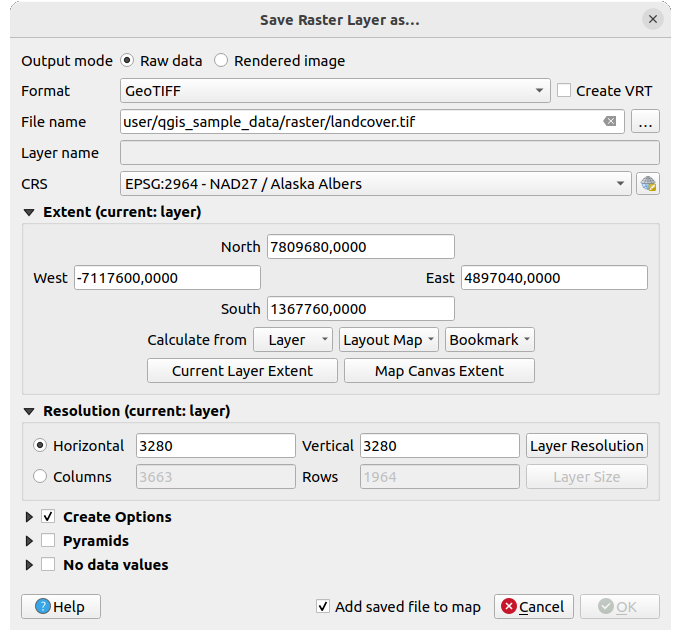 Save Raster Layer as…
Output mode Raw data Rendered image
Format GeoTIFF Create VRT
File name user/qgis_sample_data/raster/landcover.tif ...
Layer name
CRS EPSG:2964 - NAD27 / Alaska Albers
Extent (current: layer)
North 7809680,0000
West -7117600,0000 East 4897040,0000
South 1367760,0000
Calculate from Layer Layout Map Bookmark
Current Layer Extent Map Canvas Extent
Resolution (current: layer)
Horizontal 3280 Vertical 3280 Layer Resolution
Columns 3663 Rows 1964 Layer Size
Create Options
Pyramids
No data values
Help Add saved file to map Cancel OK